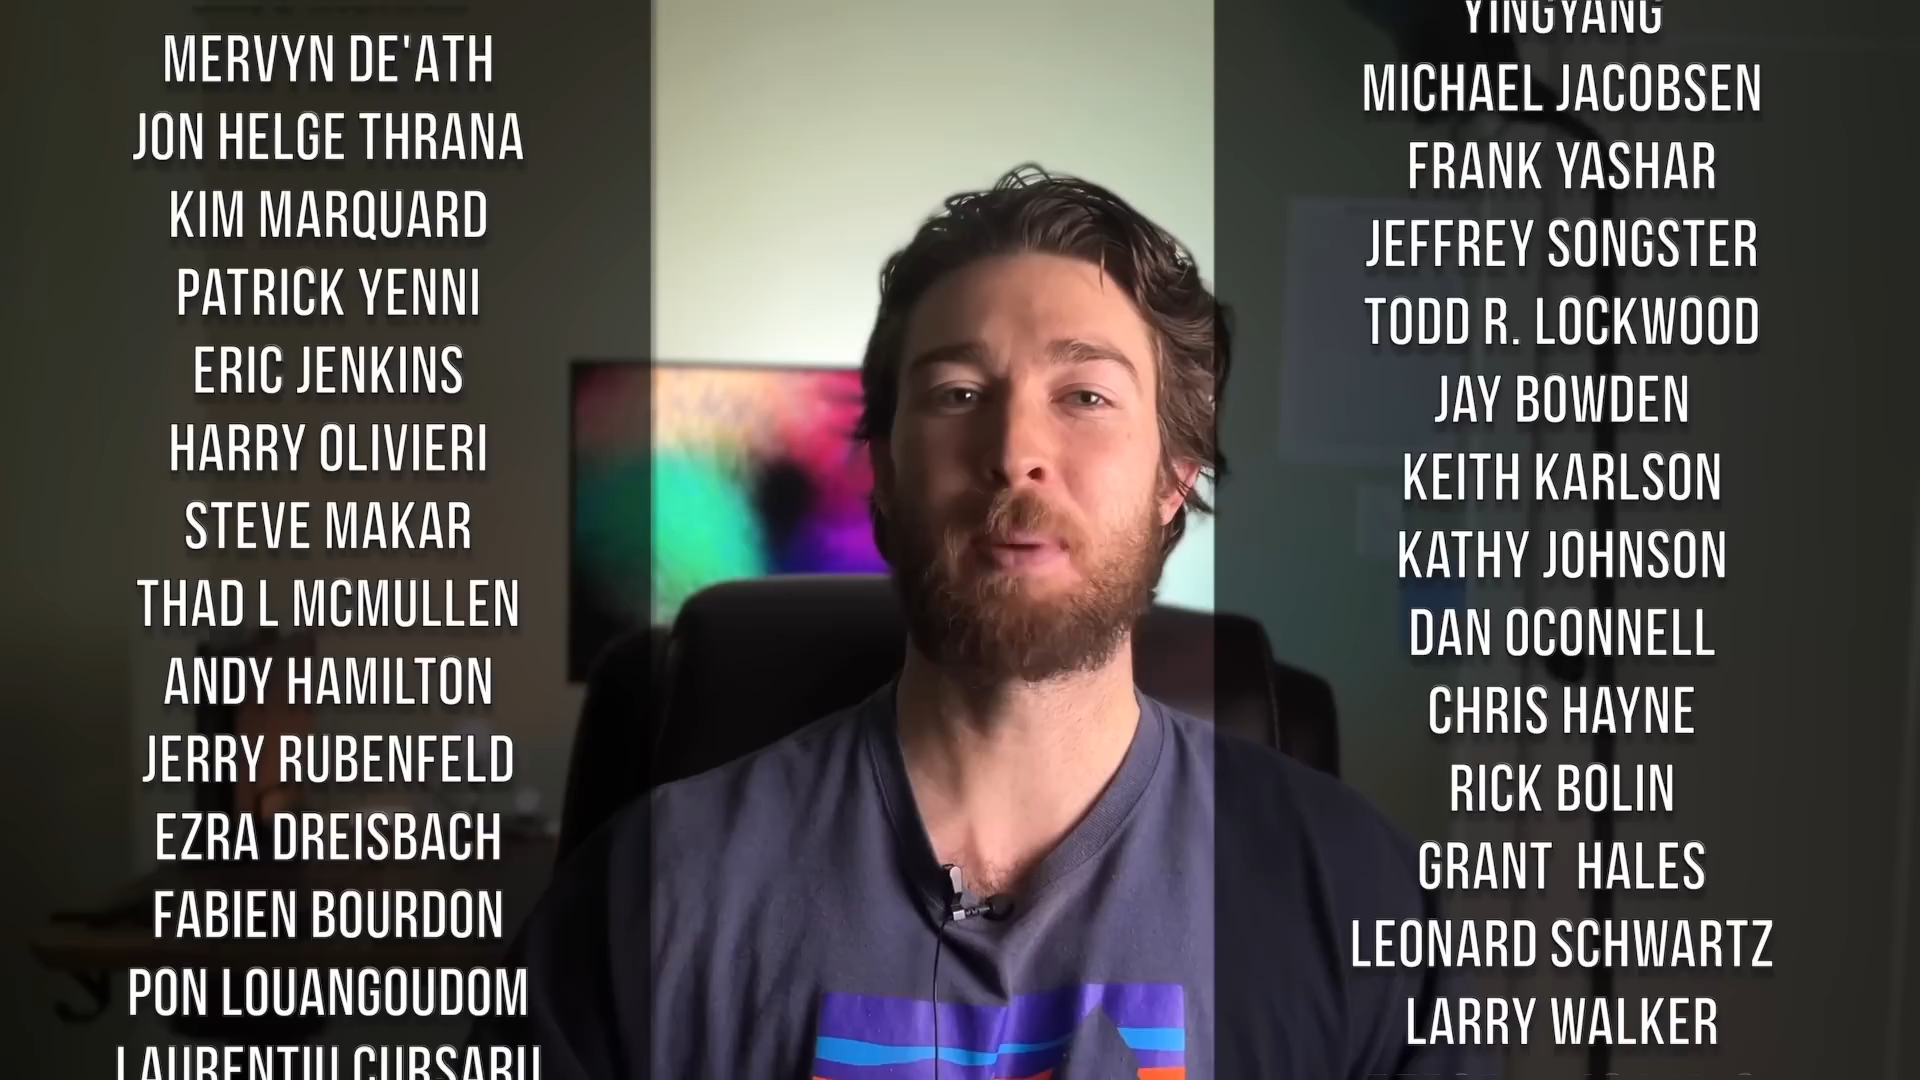 MERVYN DE'ATH
JON HELGE THRANA
KIM MARQUARD
PATRICK YENNI
ERIC JENKINS
HARRY OLIVIERI
STEVE MAKAR
THAD L MCMULLEN
ANDY HAMILTON
JERRY RUBENFELD
EZRA DREISBACH
FABIEN BOURDON
PON LOUANGOUDOM
LAURENTIU CURSARU
YINGYANG
MICHAEL JACOBSEN
FRANK YASHAR
JEFFREY SONGSTER
TODD R. LOCKWOOD
JAY BOWDEN
KEITH KARLSON
KATHY JOHNSON
DAN OCONNELL
CHRIS HAYNE
RICK BOLIN
GRANT  HALES
LEONARD SCHWARTZ
LARRY WALKER